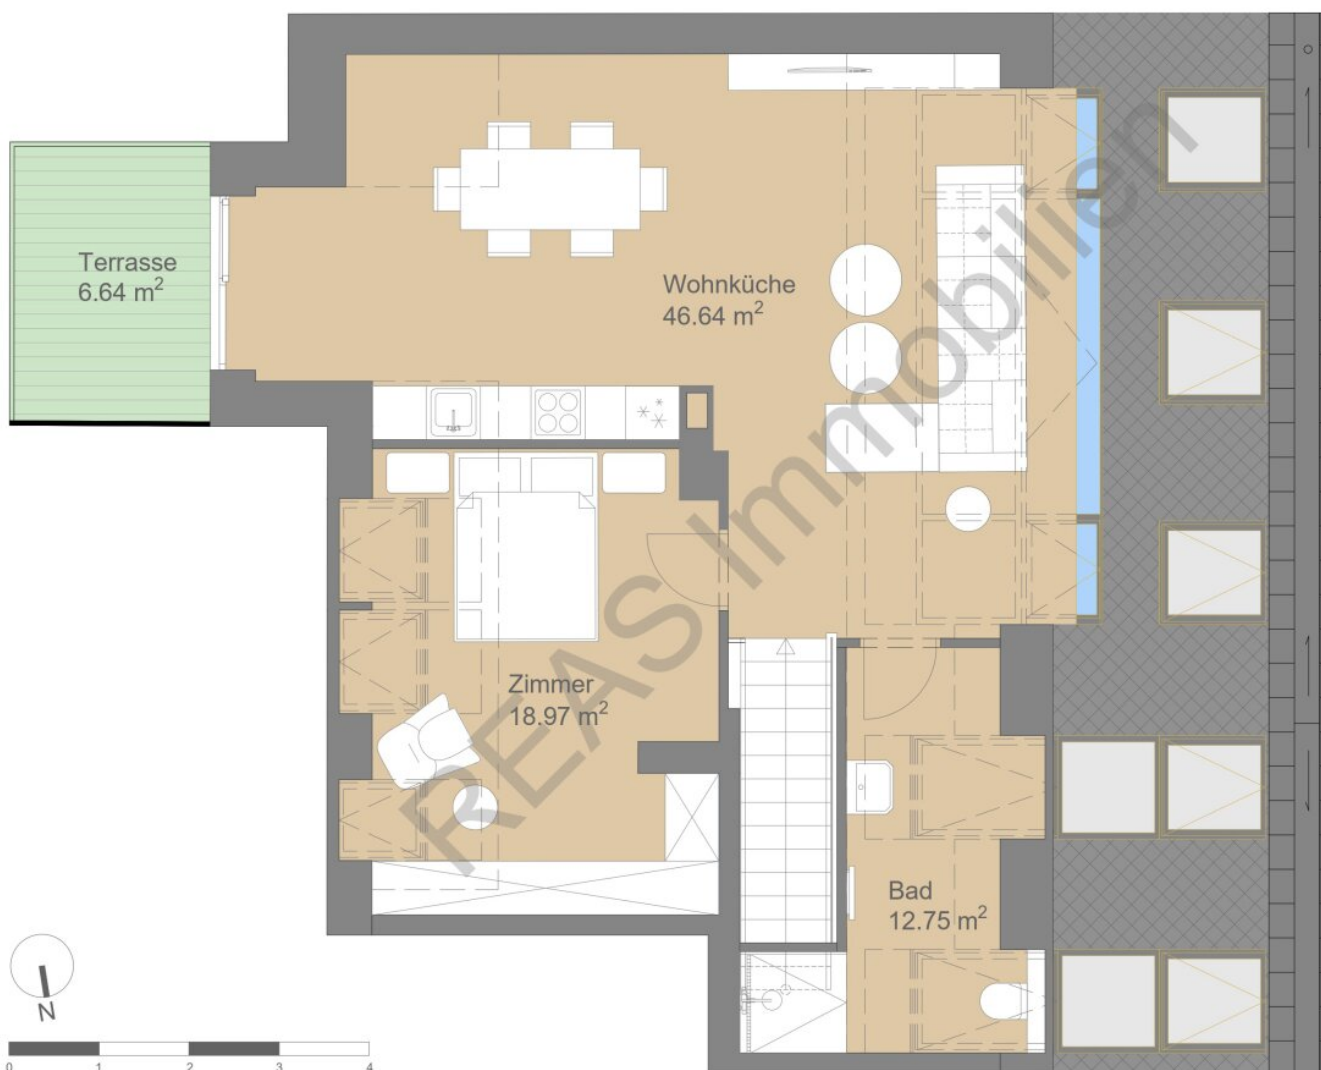 Terrasse
6.64 m²
Wohnküche
46.64 m²
Zimmer
18.97 m²
Bad
12.75 m²
REAS Immobilien
N
0 1 2 3 4